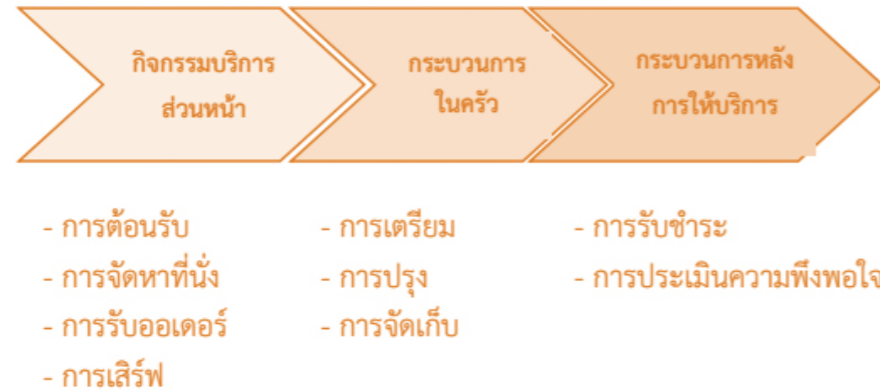 กิจกรรมบริการ
ส่วนหน้า
กระบวนการ
ในครัว
กระบวนการหลัง
การให้บริการ
- การต้อนรับ
- การจัดหาที่นั่ง
- การรับออเดอร์
- การเสิร์ฟ
- การเตรียม
- การปรุง
- การจัดเก็บ
- การรับชำระ
- การประเมินความพึงพอใจ